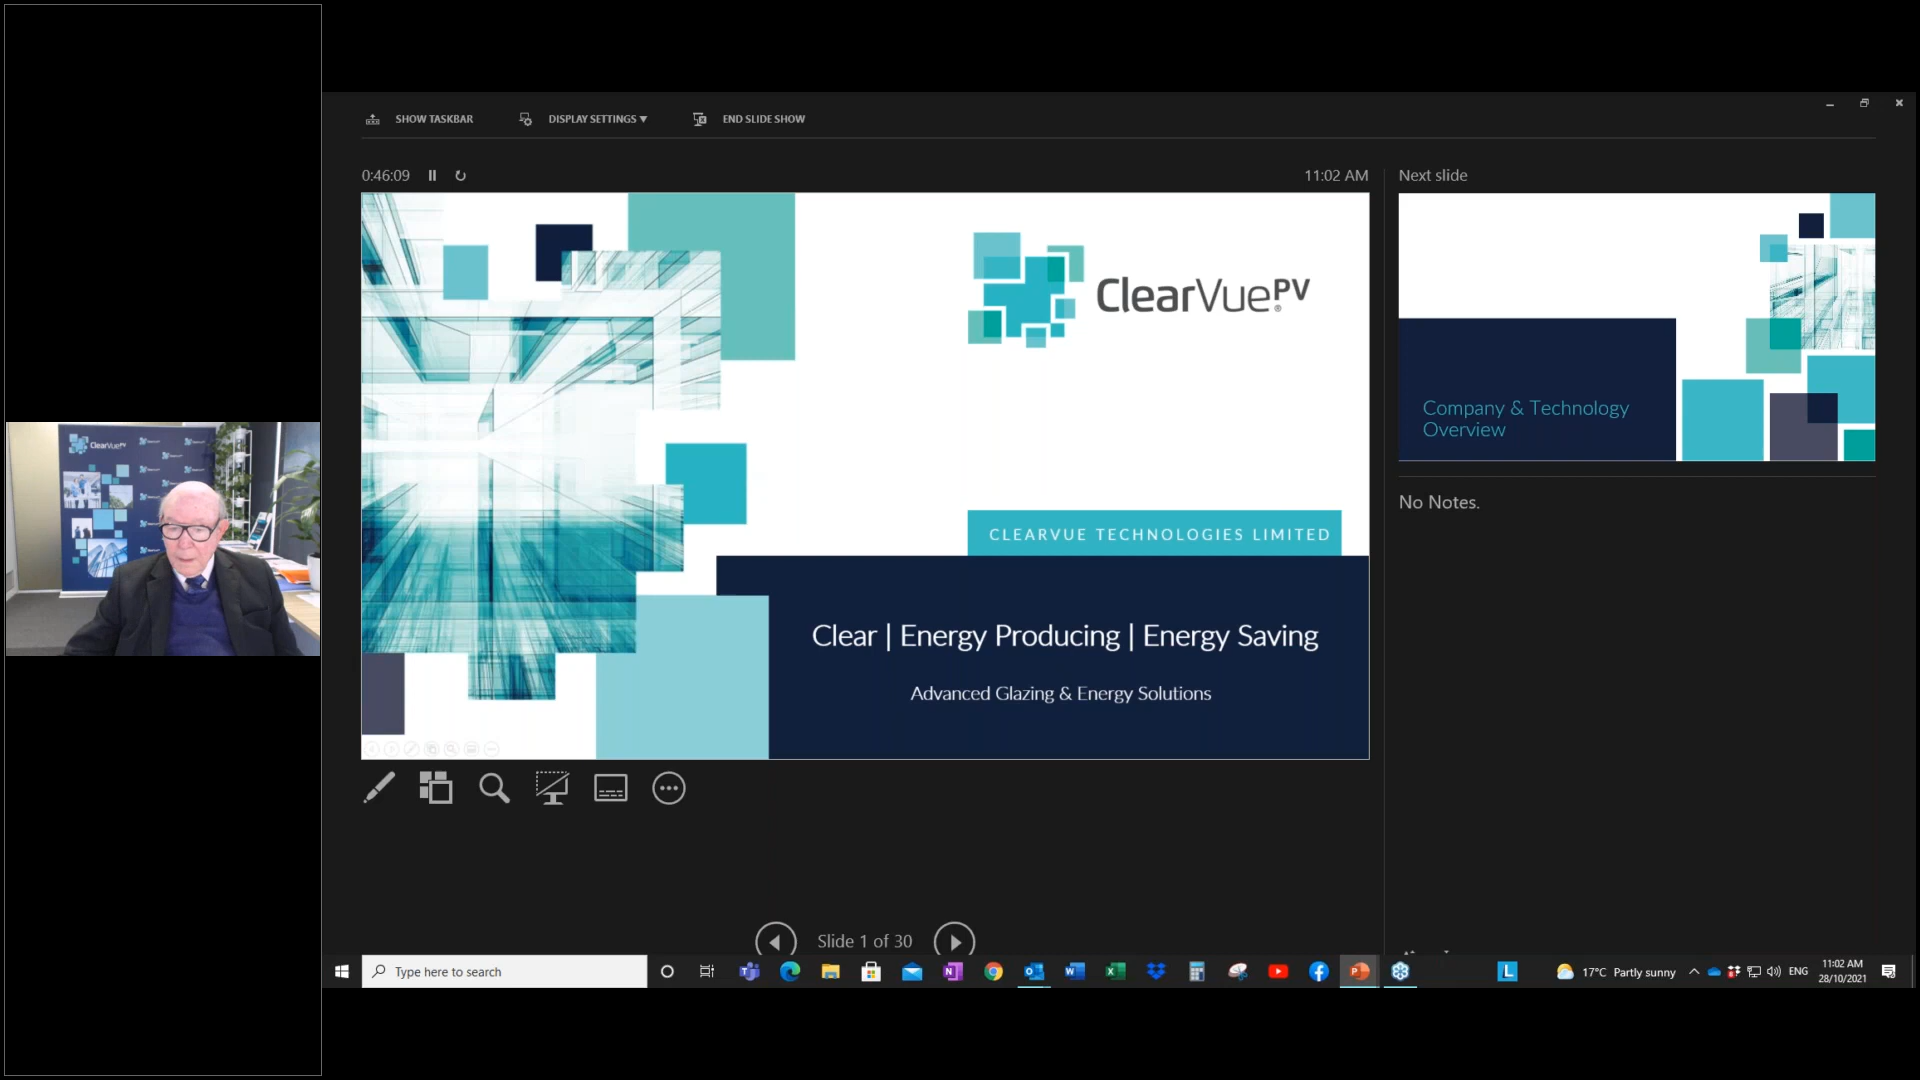 SHOW TASKBAR
DISPLAY SETTINGS ▾
END SLIDE SHOW
0:46:09
11:02 AM
Next slide
ClearVuePV
®
CLEARVUE TECHNOLOGIES LIMITED
Clear | Energy Producing | Energy Saving
Advanced Glazing & Energy Solutions
Company & Technology
Overview
No Notes.
ClearVuePV
Slide 1 of 30
Type here to search
17°C Partly sunny
ENG
11:02 AM
28/10/2021